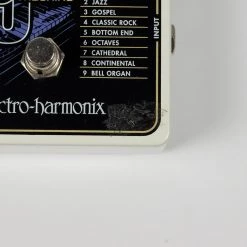 2 JAZZ
3 GOSPEL
4 CLASSIC ROCK
5 BOTTOM END
6 OCTAVES
7 CATHEDRAL
8 CONTINENTAL
9 BELL ORGAN
INPUT
ctro-harmonix